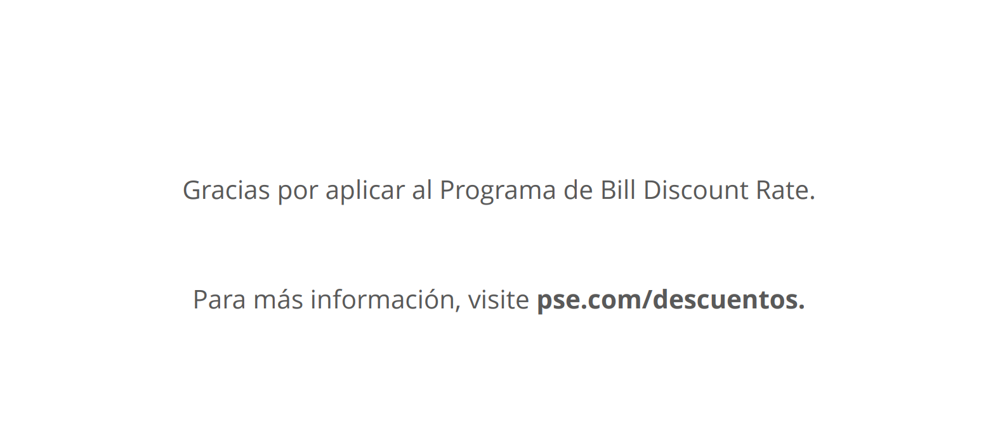 Gracias por aplicar al Programa de Bill Discount Rate.
Para más información, visite pse.com/descuentos.